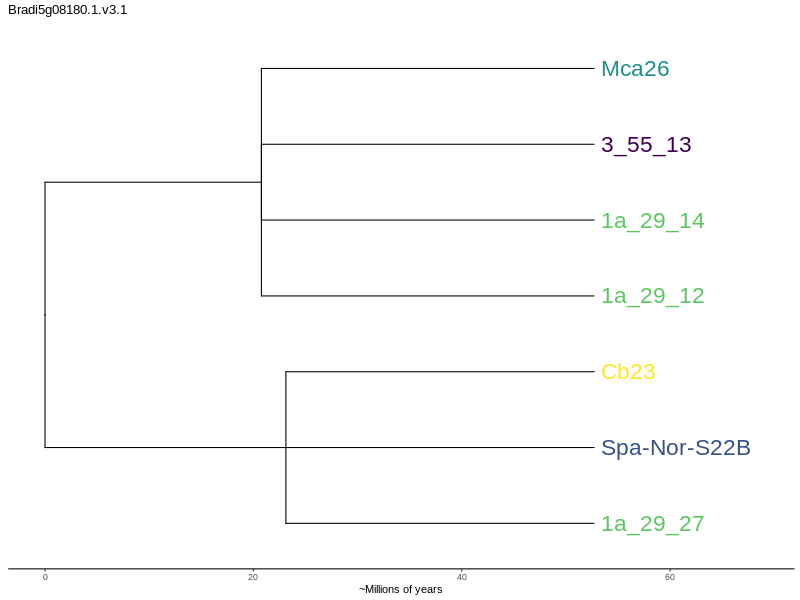 Bradi5g08180.1.v3.1
Mca26
3_55_13
1a_29_14
1a_29_12
Cb23
Spa-Nor-S22B
1a_29_27
0 20 40 60
~Millions of years